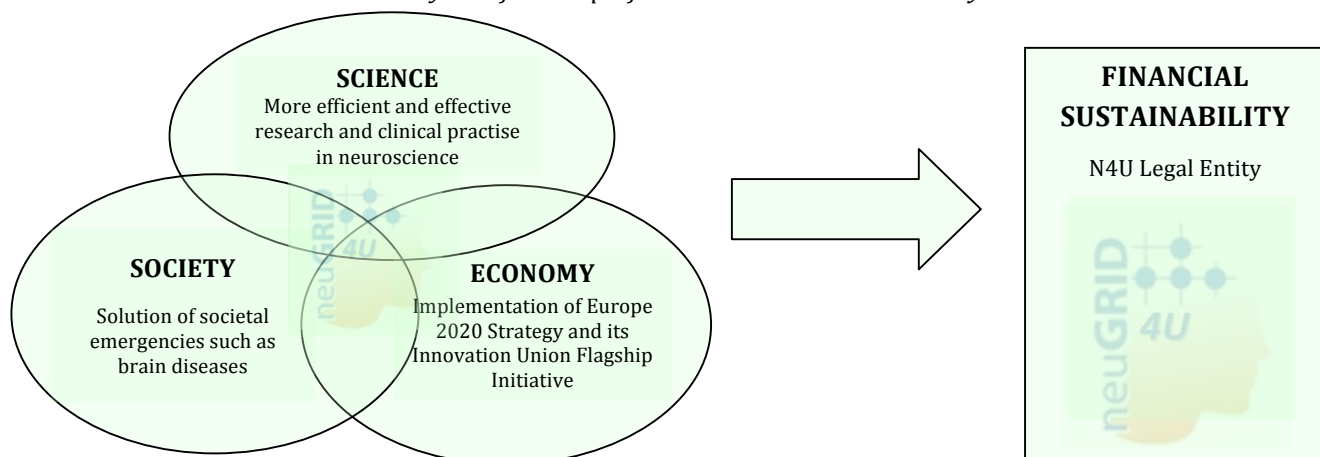 SCIENCE
More efficient and effective
research and clinical practise
in neuroscience
SOCIETY
Solution of societal
emergencies such as
brain diseases
ECONOMY
Implementation of Europe
2020 Strategy and its
Innovation Union Flagship
Initiative
neuGRID
4U
FINANCIAL
SUSTAINABILITY
N4U Legal Entity
neuGRID
4U